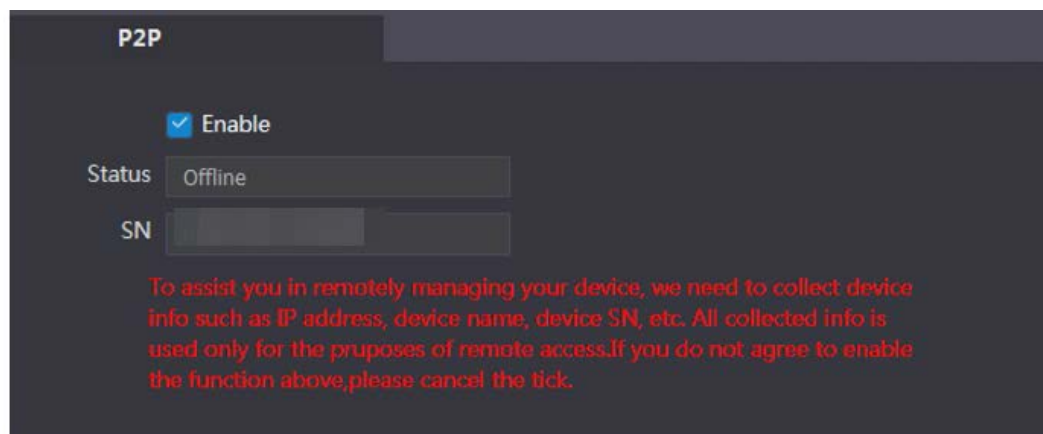 P2P
Enable
Status Offline
SN
To assist you in remotely managing your device, we need to collect device
info such as IP address, device name, device SN, etc. All collected info is
used only for the pruposes of remote access.If you do not agree to enable
the function above,please cancel the tick.